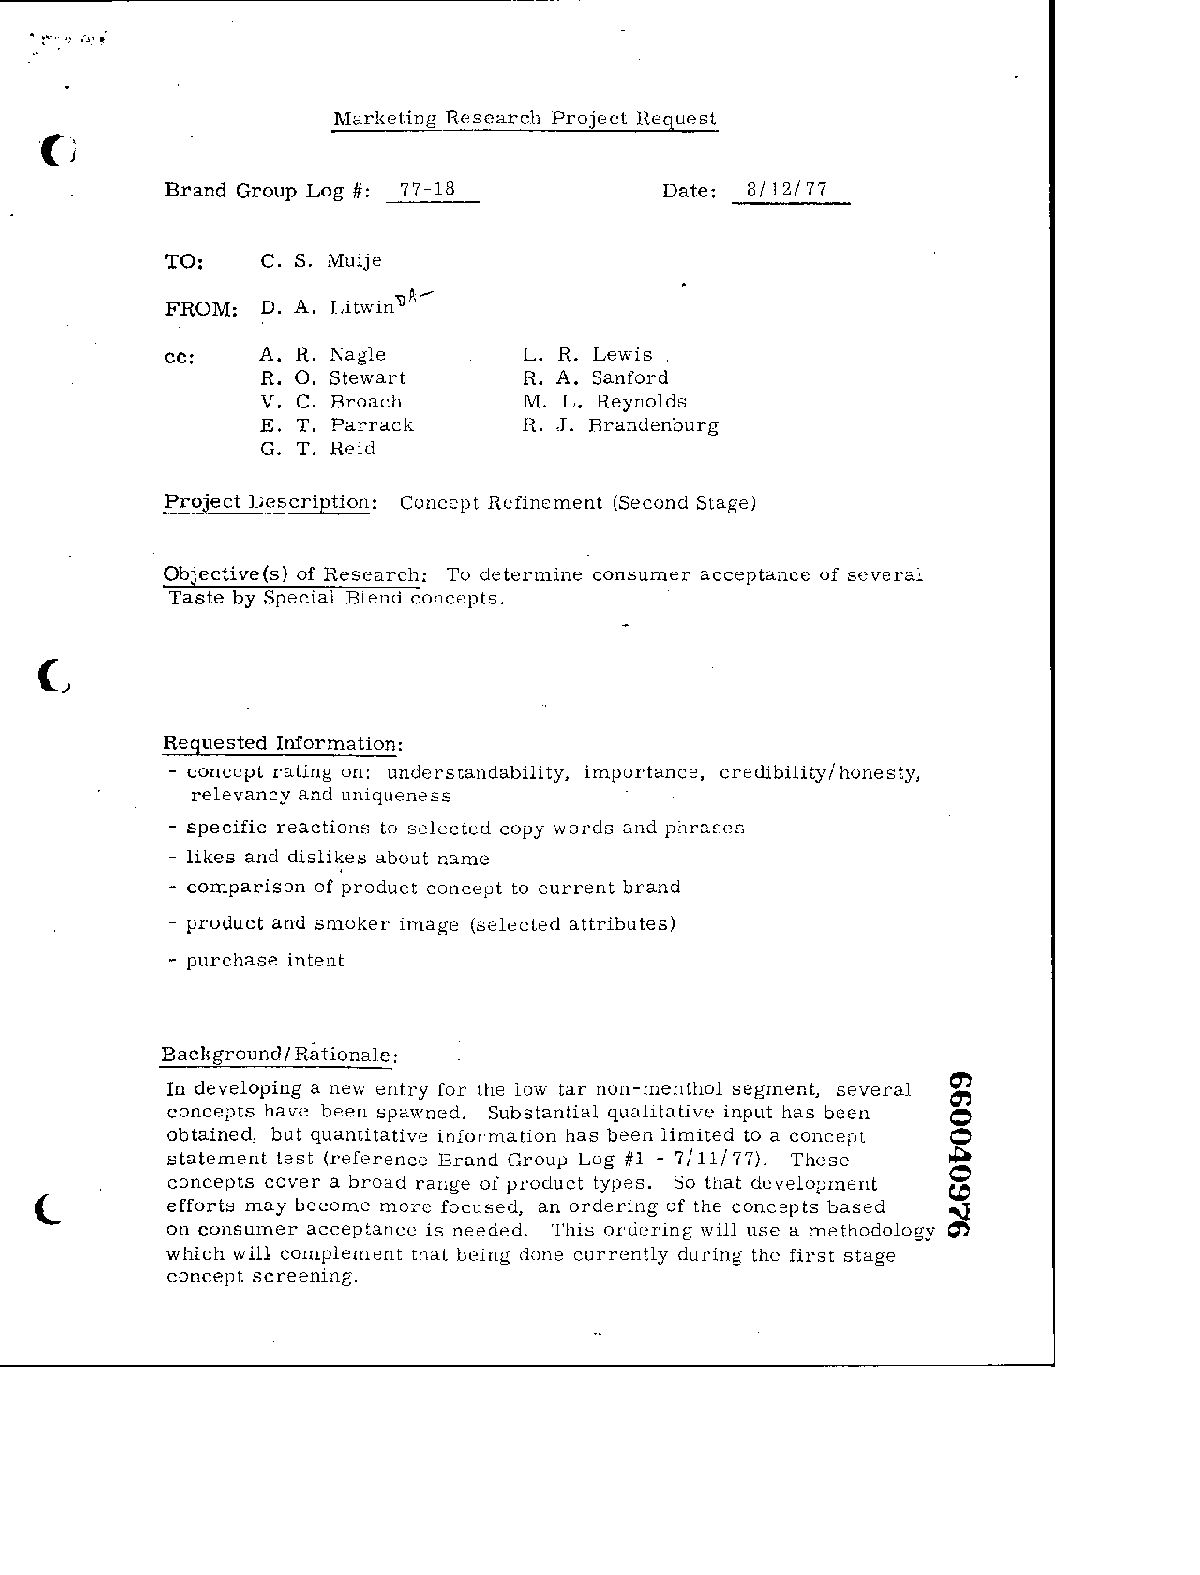 Marketing Research Project Request
Brand Group Log #: 77-18 Date: 8/12/77
TO: C. S. Muije
FROM: D. A. Litwin
cc: A. R. Nagle L. R. Lewis
R. O. Stewart R. A. Sanford
V. C. Broach M. L. Reynolds
E. T. Parrack R. J. Brandenburg
G. T. Reid
Project Description: Concept Refinement (Second Stage)
Objective(s) of Research: To determine consumer acceptance of several
Taste by Special Blend concepts.
Requested Information:
- concept rating on: understandability, importance, credibility/honesty,
relevancy and uniqueness
- specific reactions to selected copy words and phrases
- likes and dislikes about name
- comparison of product concept to current brand
- product and smoker image (selected attributes)
- purchase intent
Background/Rationale:
In developing a new entry for the low tar non-menthol segment, several
concepts have been spawned. Substantial qualitative input has been
obtained, but quantitative information has been limited to a concept
statement test (reference Brand Group Log #1 - 7/11/77). These
concepts cover a broad range of product types. So that development
efforts may become more focused, an ordering of the concepts based
on consumer acceptance is needed. This ordering will use a methodology
which will complement that being done currently during the first stage
concept screening.
660040976